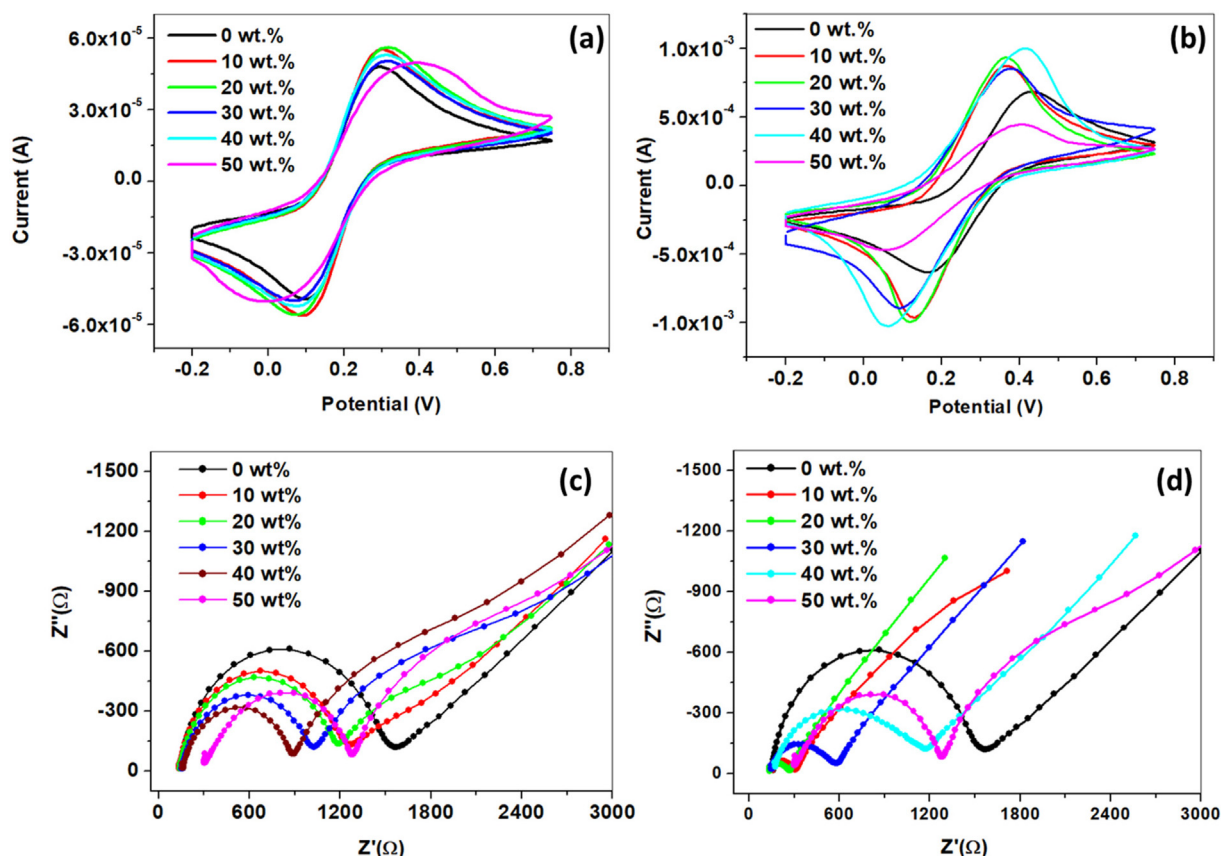 (a)
0 wt.%
10 wt.%
20 wt.%
30 wt.%
40 wt.%
50 wt.%
6.0x10⁻⁵
3.0x10⁻⁵
0.0
-3.0x10⁻⁵
-6.0x10⁻⁵
Current (A)
-0.2 0.0 0.2 0.4 0.6 0.8
Potential (V)
(b)
0 wt.%
10 wt.%
20 wt.%
30 wt.%
40 wt.%
50 wt.%
1.0x10⁻³
5.0x10⁻⁴
0.0
-5.0x10⁻⁴
-1.0x10⁻³
Current (A)
-0.2 0.0 0.2 0.4 0.6 0.8
Potential (V)
(c)
0 wt%
10 wt%
20 wt%
30 wt%
40 wt%
50 wt%
-1500
-1200
-900
-600
-300
0
Z''(Ω)
600 1200 1800 2400 3000
Z'(Ω)
(d)
0 wt.%
10 wt.%
20 wt.%
30 wt.%
40 wt.%
50 wt.%
-1500
-1200
-900
-600
-300
0
Z''(Ω)
0 600 1200 1800 2400 3000
Z'(Ω)